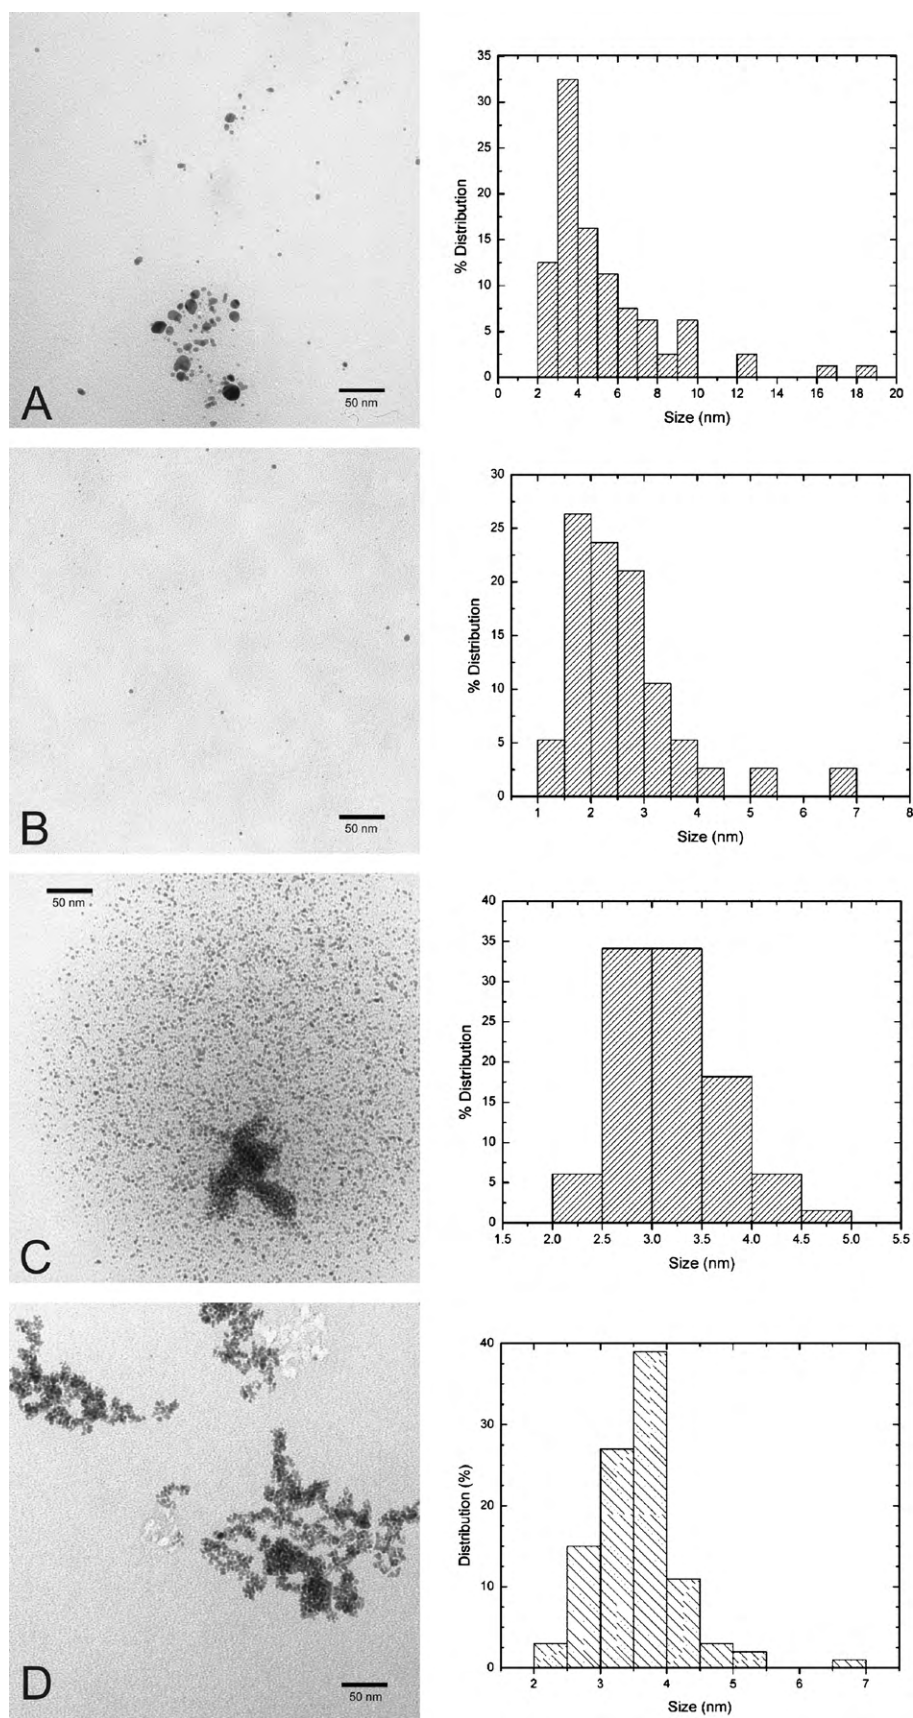 A
50 nm
35
30
25
20
15
10
5
0
% Distribution
0 2 4 6 8 10 12 14 16 18 20
Size (nm)
B
50 nm
30
25
20
15
10
5
0
% Distribution
1 2 3 4 5 6 7 8
Size (nm)
50 nm
C
40
35
30
25
20
15
10
5
0
% Distribution
1.5 2.0 2.5 3.0 3.5 4.0 4.5 5.0 5.5
Size (nm)
D
50 nm
40
30
20
10
0
Distribution (%)
2 3 4 5 6 7
Size (nm)